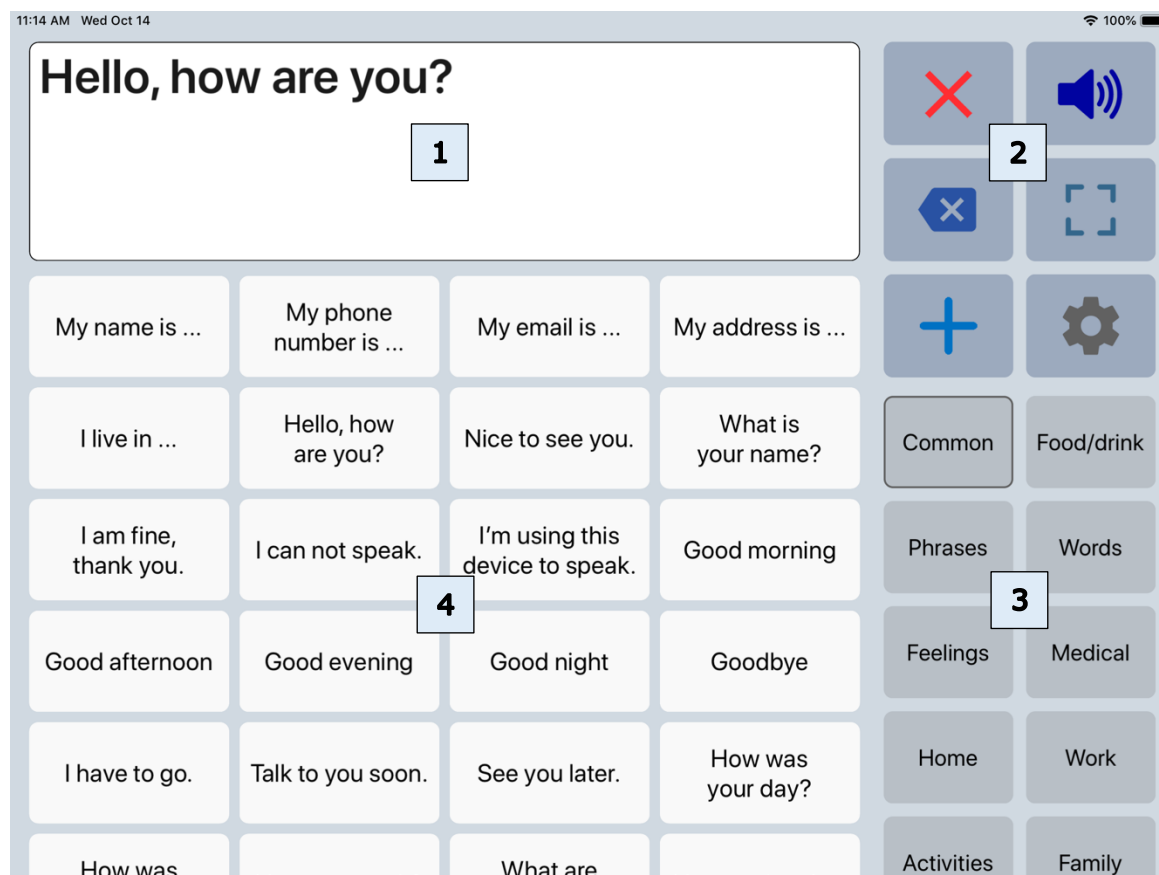 11:14 AM Wed Oct 14
100%
Hello, how are you?
1
2
My name is ...
My phone
number is ...
My email is ...
My address is ...
I live in ...
Hello, how
are you?
Nice to see you.
What is
your name?
Common
Food/drink
I am fine,
thank you.
I can not speak.
I'm using this
device to speak.
Good morning
Phrases
Words
4
3
Good afternoon
Good evening
Good night
Goodbye
Feelings
Medical
I have to go.
Talk to you soon.
See you later.
How was
your day?
Home
Work
How was
What are
Activities
Family